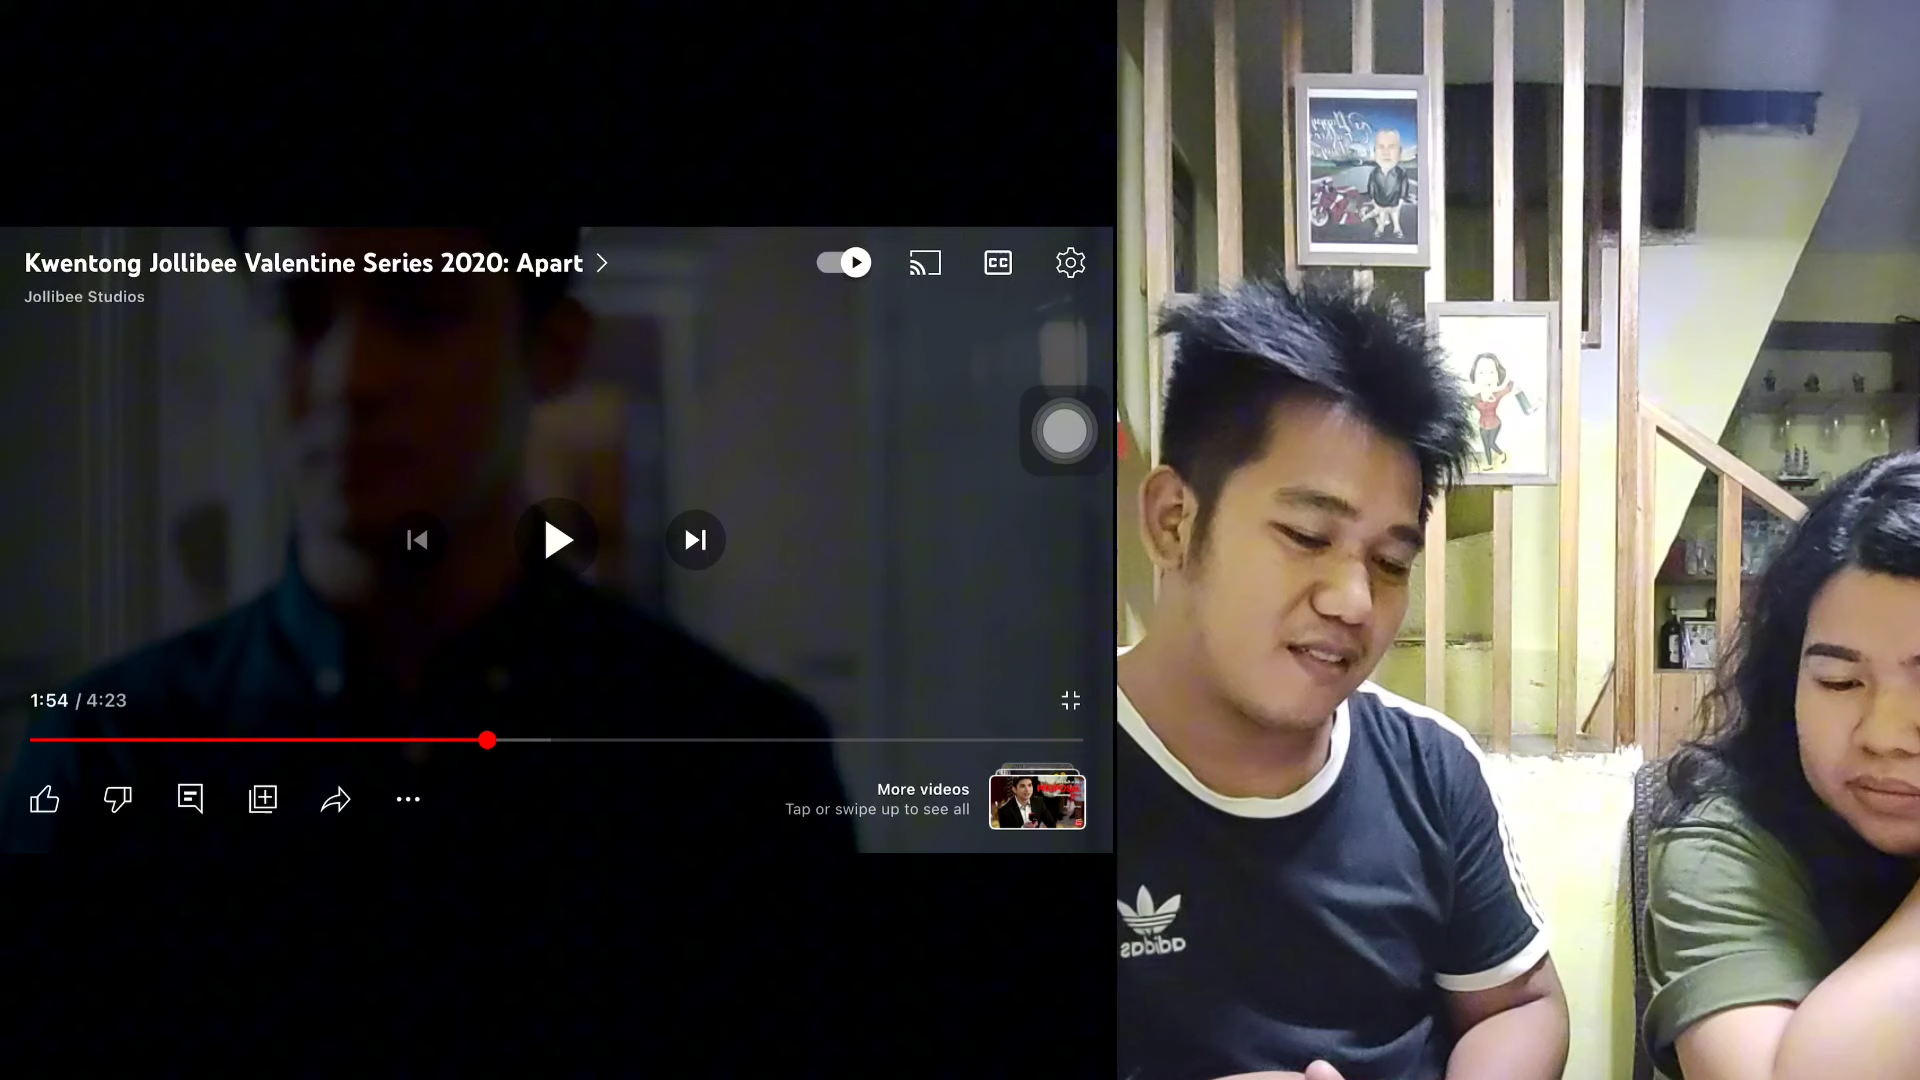 Kwentong Jollibee Valentine Series 2020: Apart
Jollibee Studios
CC
1:54 / 4:23
More videos
Tap or swipe up to see all
adidas